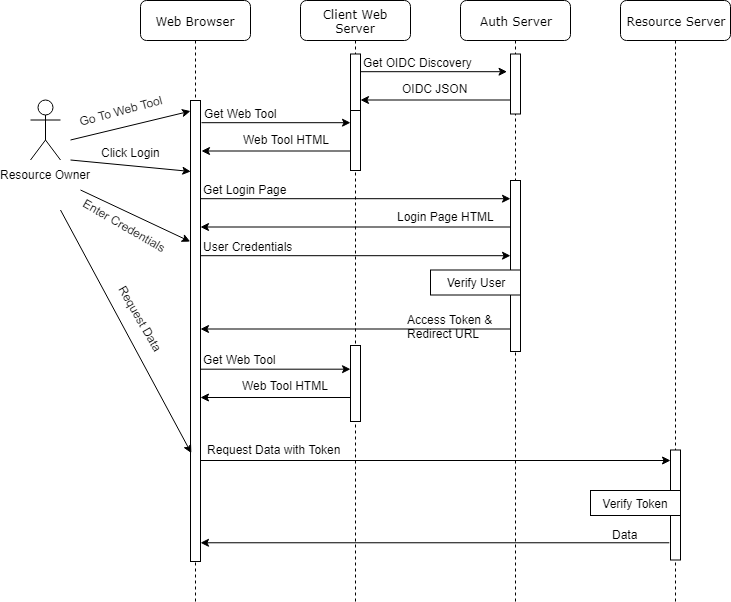 Web Browser
Client Web
Server
Auth Server
Resource Server
Get OIDC Discovery
OIDC JSON
Go To Web Tool
Get Web Tool
Web Tool HTML
Click Login
Resource Owner
Get Login Page
Enter Credentials
Login Page HTML
User Credentials
Verify User
Request Data
Access Token &
Redirect URL
Get Web Tool
Web Tool HTML
Request Data with Token
Verify Token
Data